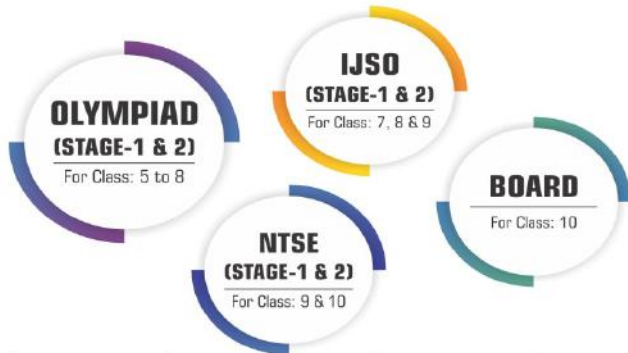 OLYMPIAD
(STAGE-1 & 2)
For Class: 5 to 8
IJSO
(STAGE-1 & 2)
For Class: 7, 8 & 9
NTSE
(STAGE-1 & 2)
For Class: 9 & 10
BOARD
For Class: 10